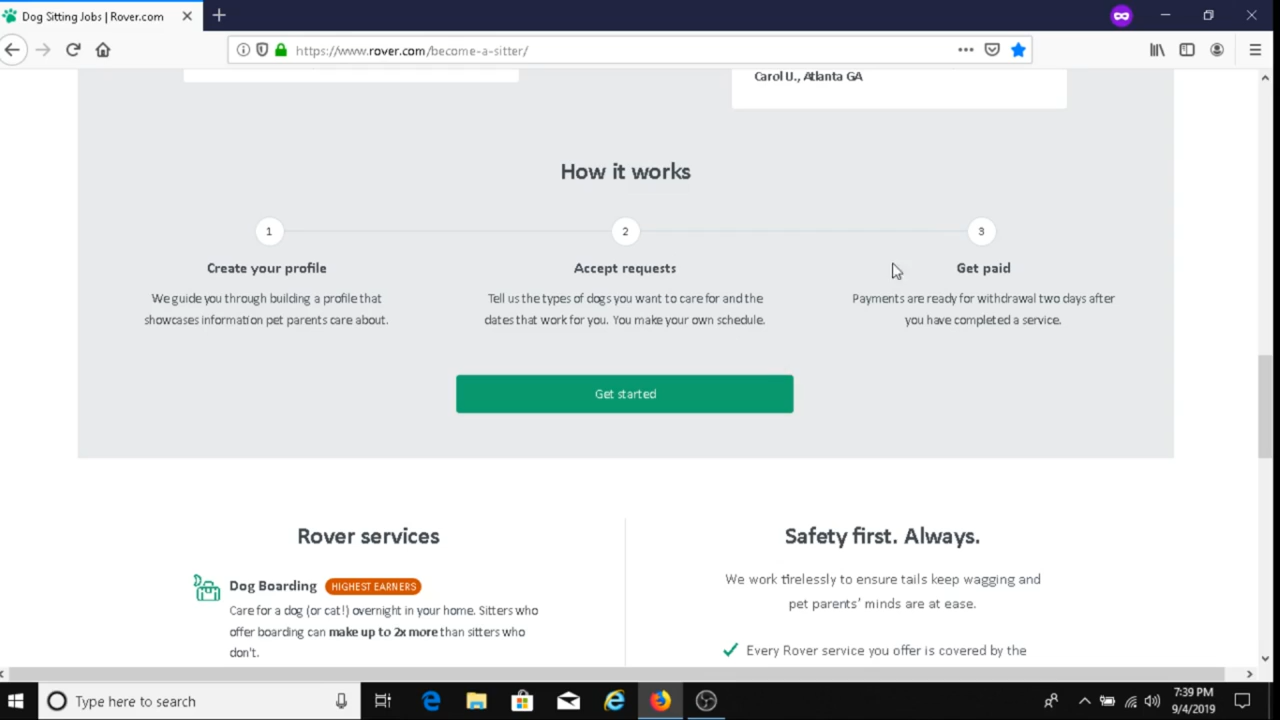 Dog Sitting Jobs | Rover.com
https://www.rover.com/become-a-sitter/
Carol U., Atlanta GA
How it works
1
2
3
Create your profile
We guide you through building a profile that
showcases information pet parents care about.
Accept requests
Tell us the types of dogs you want to care for and the
dates that work for you. You make your own schedule.
Get paid
Payments are ready for withdrawal two days after
you have completed a service.
Get started
Rover services
Dog Boarding HIGHEST EARNERS
Care for a dog (or cat!) overnight in your home. Sitters who
offer boarding can make up to 2x more than sitters who
don't.
Safety first. Always.
We work tirelessly to ensure tails keep wagging and
pet parents' minds are at ease.
Every Rover service you offer is covered by the
Type here to search
7:39 PM
9/4/2019